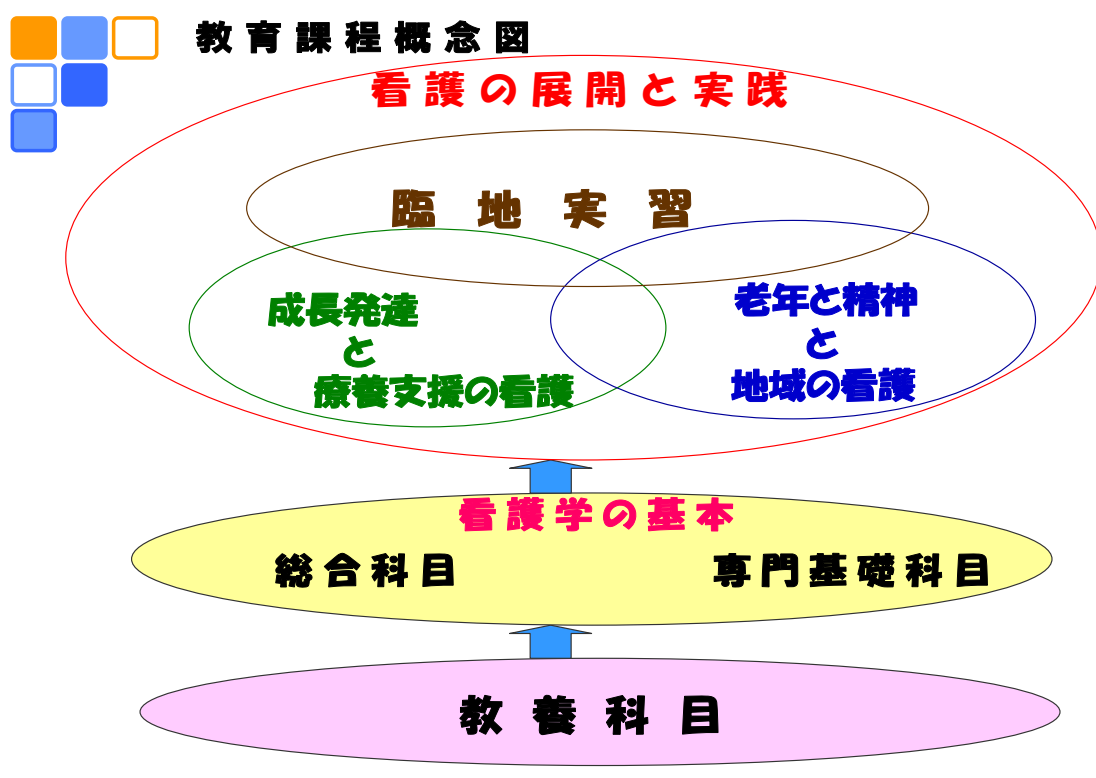 教育課程概念図
看護の展開と実践
臨地実習
成長発達
と
療養支援の看護
老年と精神
と
地域の看護
看護学の基本
総合科目
専門基礎科目
教養科目